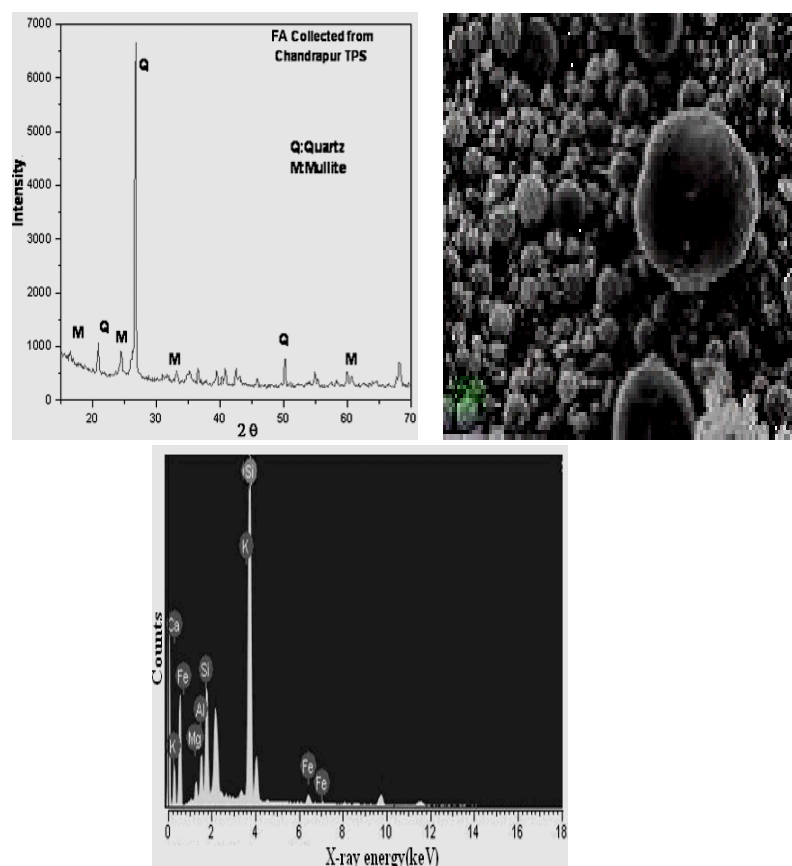 7000
6000
5000
4000
3000
2000
1000
0
Intensity
FA Collected from
Chandrapur TPS
Q:Quartz
M:Mullite
Q
M
Q
M
M
Q
M
20 30 40 50 60 70
2θ
Si
K
Ca
Fe
Si
Al
Mg
K
Fe
Fe
Counts
0 2 4 6 8 10 12 14 16 18
X-ray energy(keV)